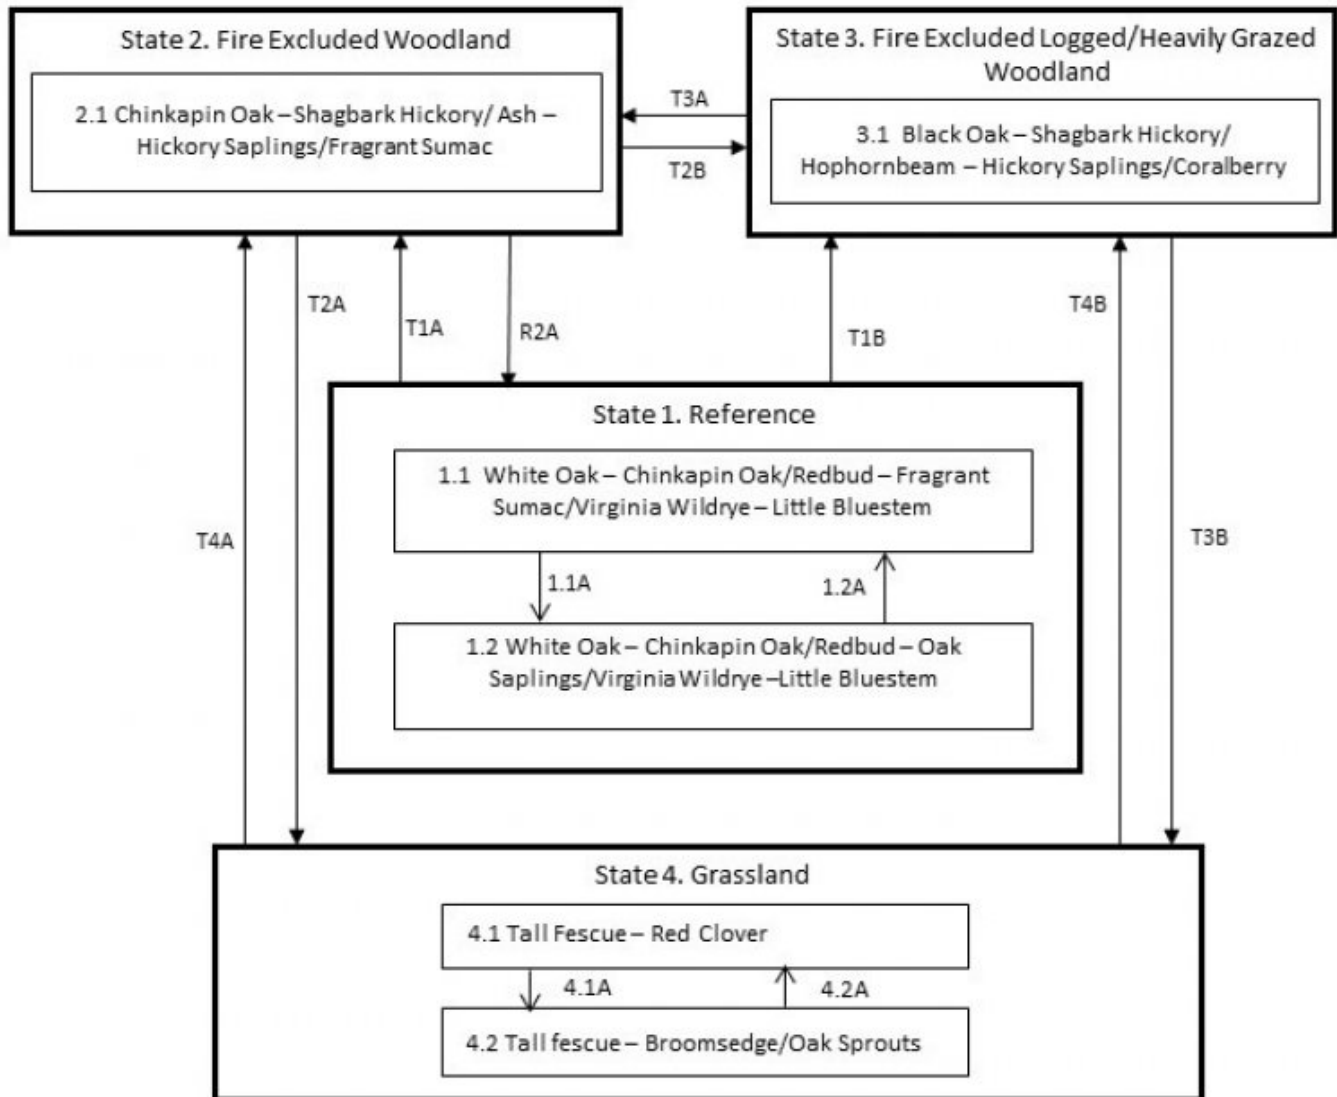 State 2. Fire Excluded Woodland
2.1 Chinkapin Oak – Shagbark Hickory/ Ash –
Hickory Saplings/Fragrant Sumac
State 3. Fire Excluded Logged/Heavily Grazed
Woodland
3.1 Black Oak – Shagbark Hickory/
Hophornbeam – Hickory Saplings/Coralberry
T3A
T2B
T2A
T1A
R2A
T1B
T4B
T4A
T3B
State 1. Reference
1.1 White Oak – Chinkapin Oak/Redbud – Fragrant
Sumac/Virginia Wildrye – Little Bluestem
1.1A
1.2A
1.2 White Oak – Chinkapin Oak/Redbud – Oak
Saplings/Virginia Wildrye –Little Bluestem
State 4. Grassland
4.1 Tall Fescue – Red Clover
4.1A
4.2A
4.2 Tall fescue – Broomsedge/Oak Sprouts